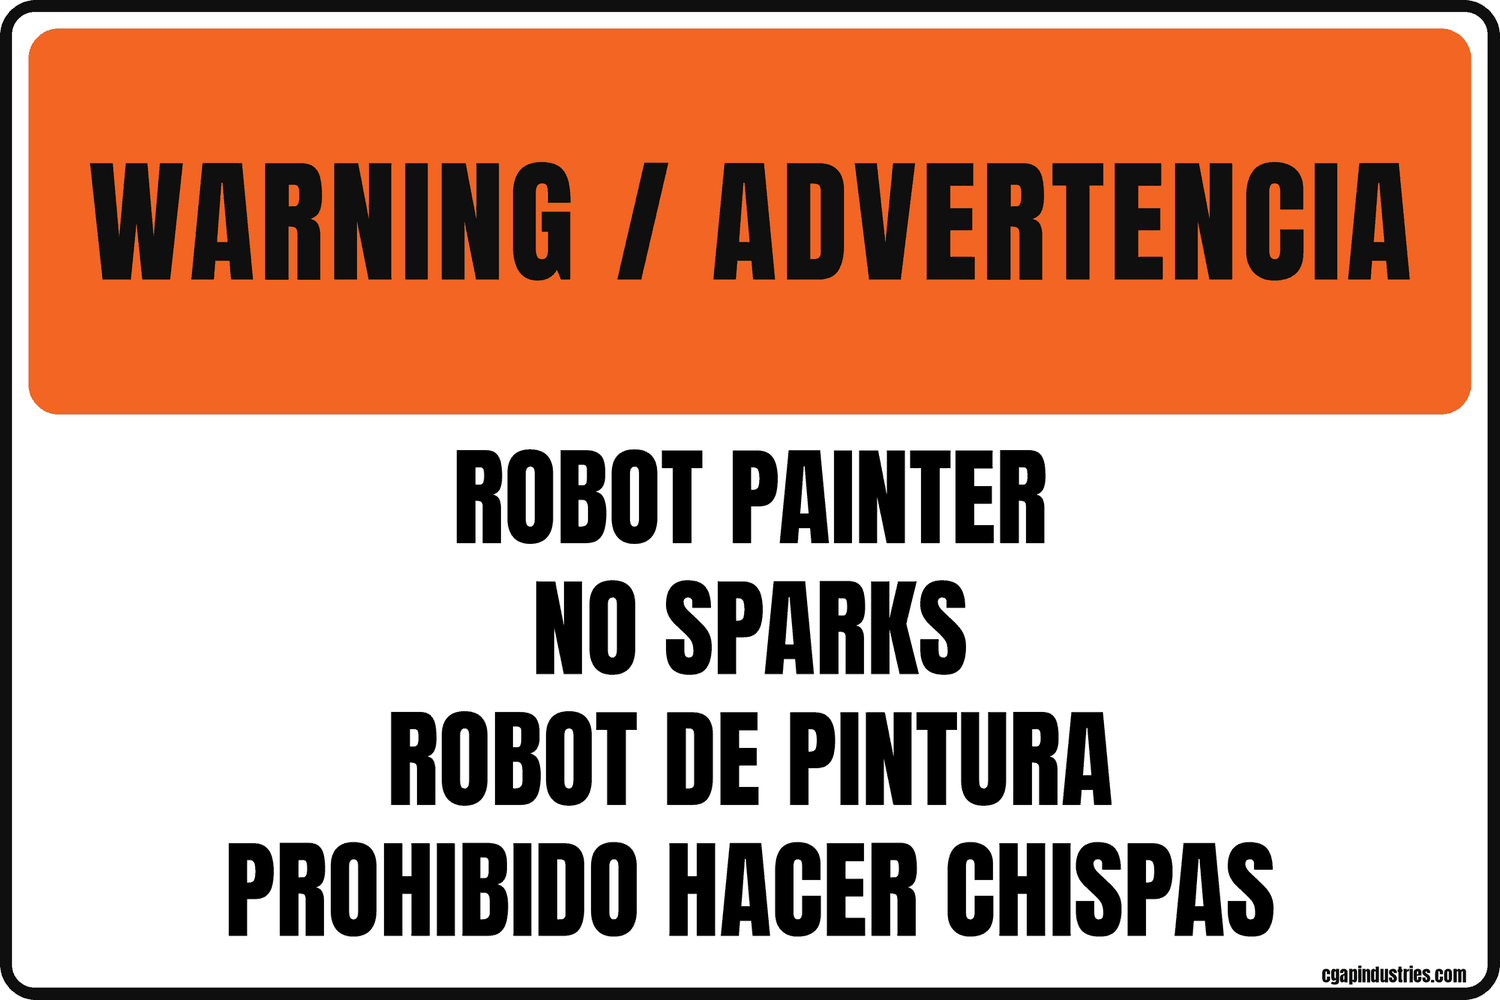 WARNING / ADVERTENCIA
ROBOT PAINTER
NO SPARKS
ROBOT DE PINTURA
PROHIBIDO HACER CHISPAS
cgapindustries.com